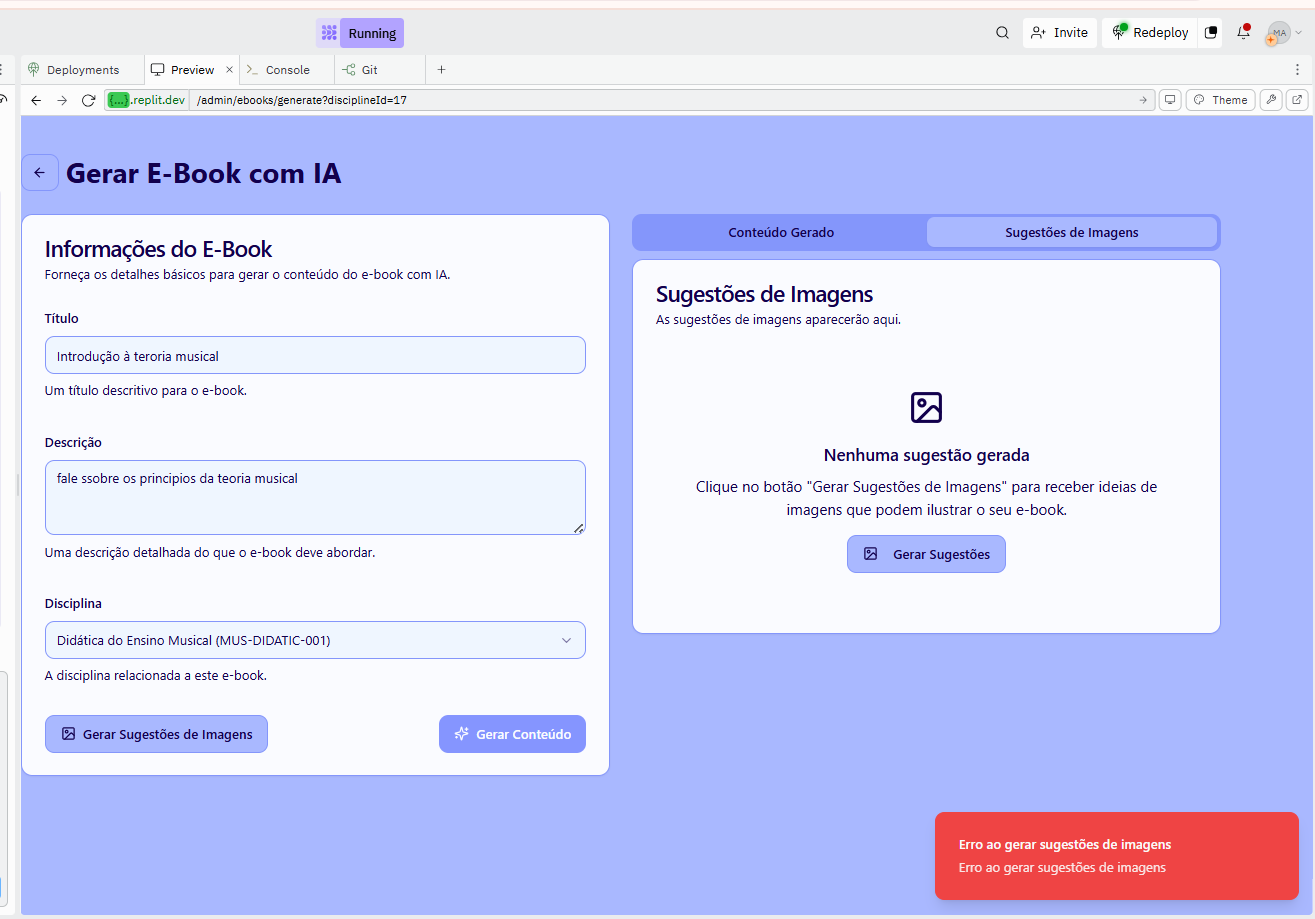 Running
Invite
Redeploy
MA
Deployments
Preview
Console
Git
{...}.replit.dev /admin/ebooks/generate?disciplineId=17
Theme
Gerar E-Book com IA
Informações do E-Book
Forneça os detalhes básicos para gerar o conteúdo do e-book com IA.
Título
Introdução à teroria musical
Um título descritivo para o e-book.
Descrição
fale ssobre os principios da teoria musical
Uma descrição detalhada do que o e-book deve abordar.
Disciplina
Didática do Ensino Musical (MUS-DIDATIC-001)
A disciplina relacionada a este e-book.
Gerar Sugestões de Imagens
Gerar Conteúdo
Conteúdo Gerado
Sugestões de Imagens
Sugestões de Imagens
As sugestões de imagens aparecerão aqui.
Nenhuma sugestão gerada
Clique no botão "Gerar Sugestões de Imagens" para receber ideias de
imagens que podem ilustrar o seu e-book.
Gerar Sugestões
Erro ao gerar sugestões de imagens
Erro ao gerar sugestões de imagens